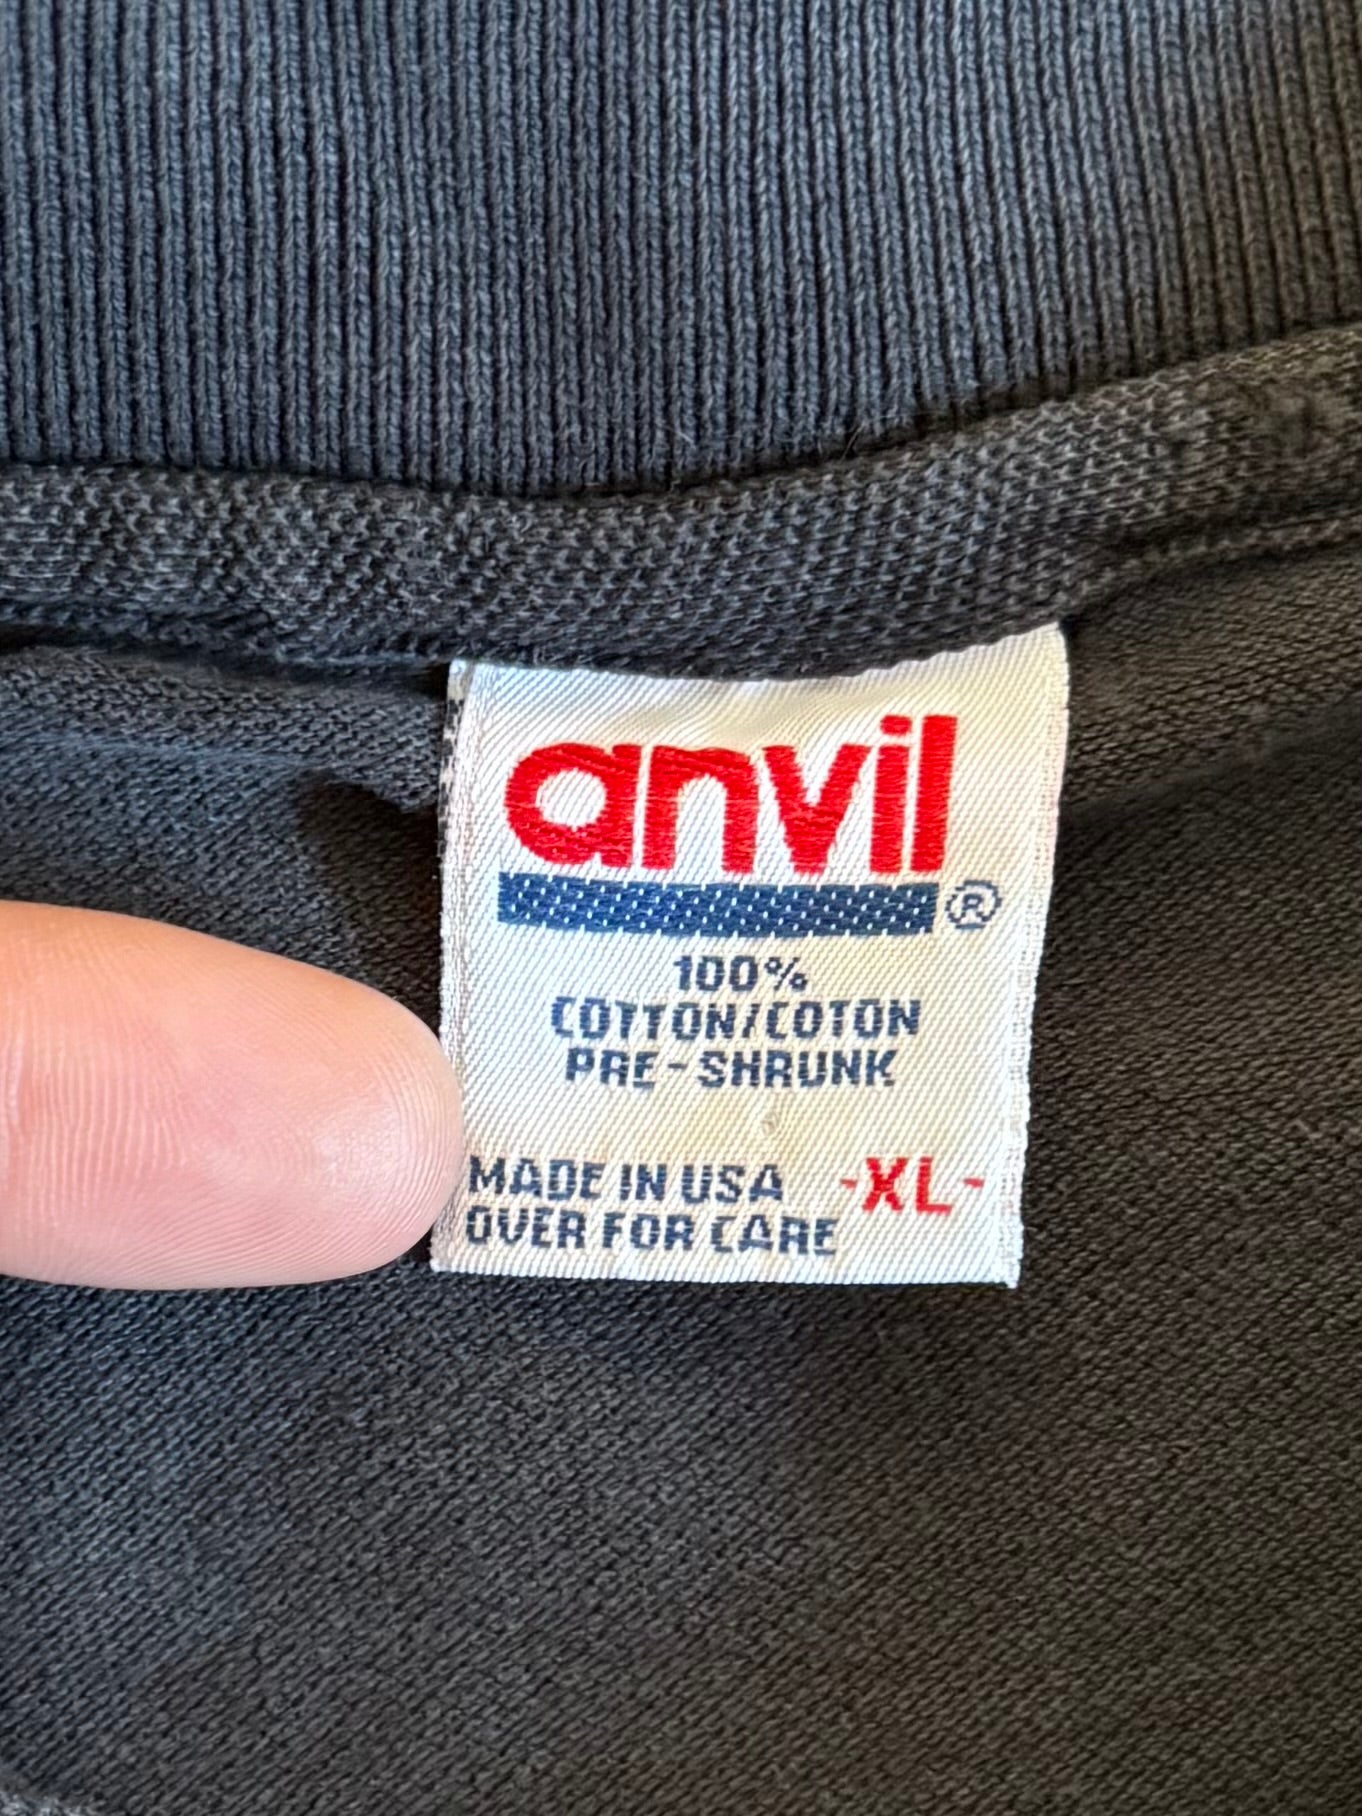 anvil
®
100%
COTTON/COTON
PRE-SHRUNK
MADE IN USA -XL-
OVER FOR CARE